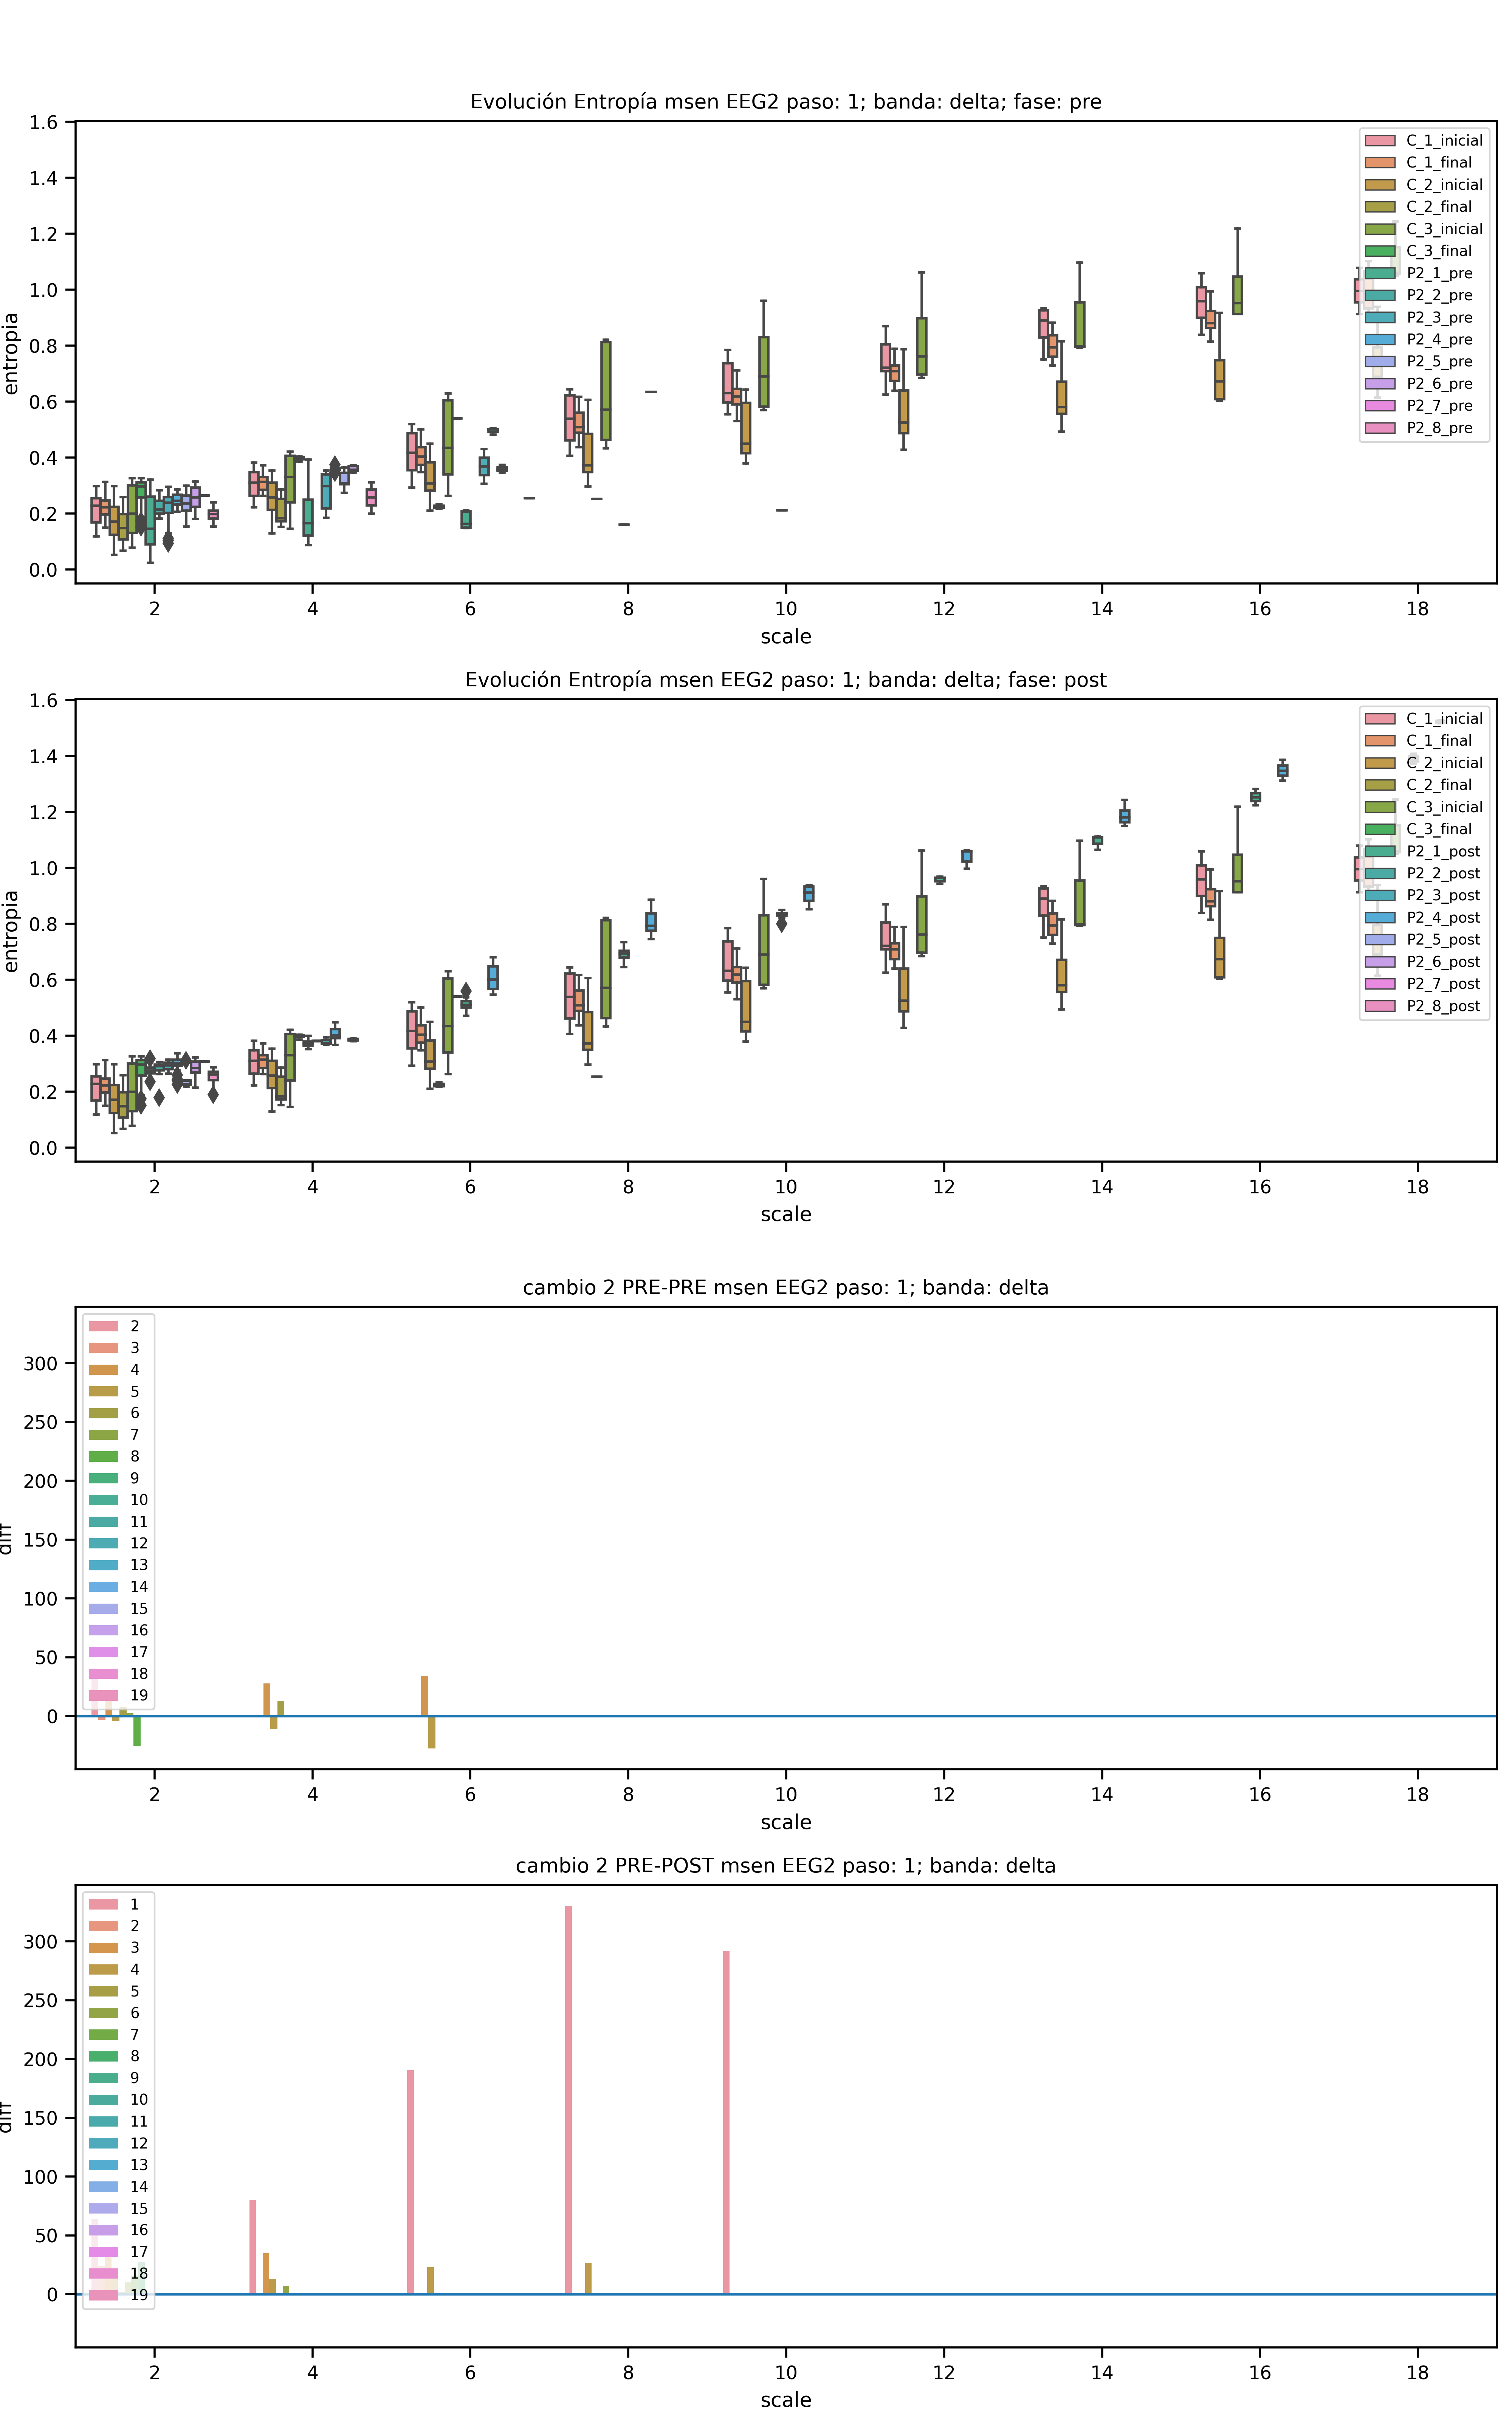 Evolución Entropía msen EEG2 paso: 1; banda: delta; fase: pre
1.6
1.4
1.2
1.0
0.8
0.6
0.4
0.2
0.0
entropia
C_1_inicial
C_1_final
C_2_inicial
C_2_final
C_3_inicial
C_3_final
P2_1_pre
P2_2_pre
P2_3_pre
P2_4_pre
P2_5_pre
P2_6_pre
P2_7_pre
P2_8_pre
2 4 6 8 10 12 14 16 18
scale
Evolución Entropía msen EEG2 paso: 1; banda: delta; fase: post
1.6
1.4
1.2
1.0
0.8
0.6
0.4
0.2
0.0
entropia
C_1_inicial
C_1_final
C_2_inicial
C_2_final
C_3_inicial
C_3_final
P2_1_post
P2_2_post
P2_3_post
P2_4_post
P2_5_post
P2_6_post
P2_7_post
P2_8_post
2 4 6 8 10 12 14 16 18
scale
cambio 2 PRE-PRE msen EEG2 paso: 1; banda: delta
300
250
200
150
100
50
0
diff
2
3
4
5
6
7
8
9
10
11
12
13
14
15
16
17
18
19
2 4 6 8 10 12 14 16 18
scale
cambio 2 PRE-POST msen EEG2 paso: 1; banda: delta
300
250
200
150
100
50
0
diff
1
2
3
4
5
6
7
8
9
10
11
12
13
14
15
16
17
18
19
2 4 6 8 10 12 14 16 18
scale